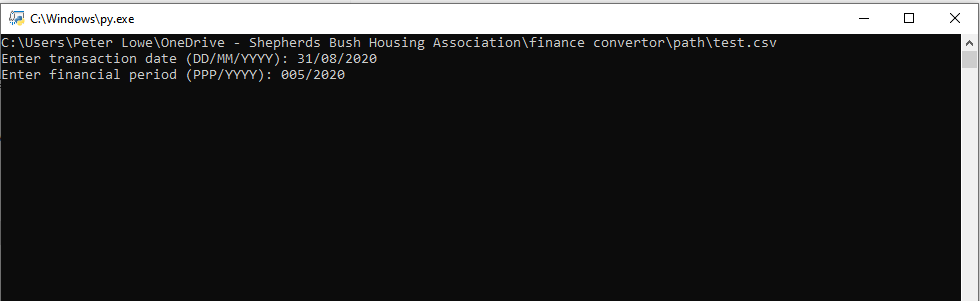 C:\Windows\py.exe
C:\Users\Peter Lowe\OneDrive - Shepherds Bush Housing Association\finance convertor\path\test.csv
Enter transaction date (DD/MM/YYYY): 31/08/2020
Enter financial period (PPP/YYYY): 005/2020